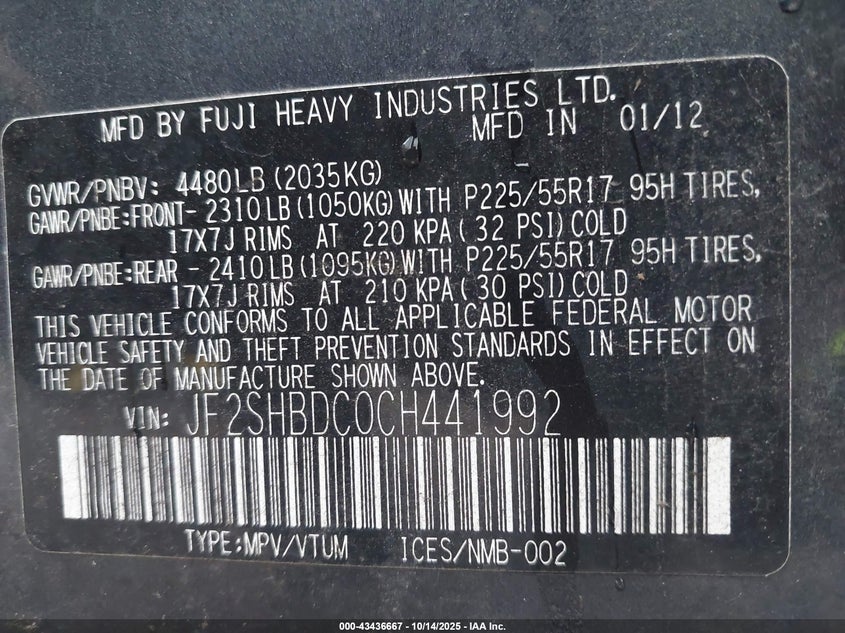 MFD BY FUJI HEAVY INDUSTRIES LTD.
MFD IN 01/12
GVWR/PNBV: 4480LB (2035KG)
GAWR/PNBE:FRONT- 2310LB (1050KG) WITH P225/55R17 95H TIRES,
17X7J RIMS AT 220 KPA( 32 PSI) COLD
GAWR/PNBE:REAR - 2410LB (1095KG) WITH P225/55R17 95H TIRES,
17X7J RIMS AT 210 KPA( 30 PSI) COLD
THIS VEHICLE CONFORMS TO ALL APPLICABLE FEDERAL MOTOR
VEHICLE SAFETY AND THEFT PREVENTION STANDARDS IN EFFECT ON
THE DATE OF MANUFACTURE SHOWN ABOVE.
VIN: JF2SHBDC0CH441992
TYPE:MPV/VTUM ICES/NMB-002
000-43436667 - 10/14/2025 - IAA Inc.